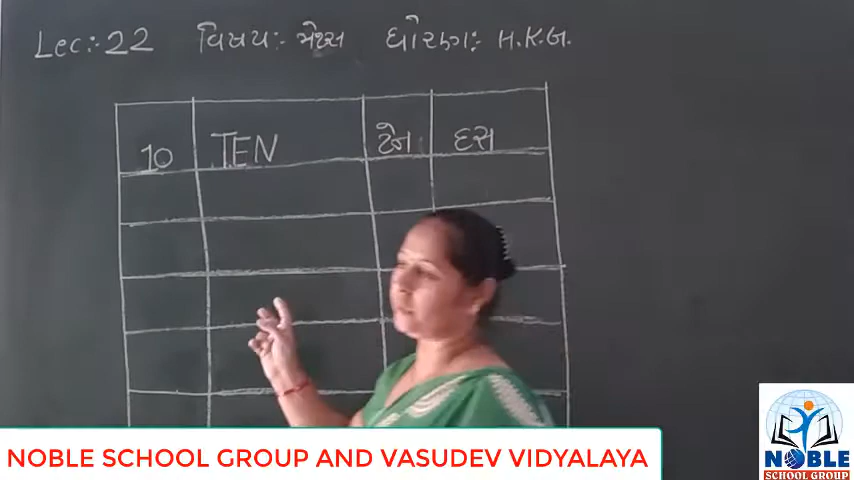 Lec:- 22 વિષય:- મેથ્સ ધોરણ:- H.K.G.
10 TEN ટેન દસ
NOBLE SCHOOL GROUP AND VASUDEV VIDYALAYA
NOBLE
SCHOOL GROUP